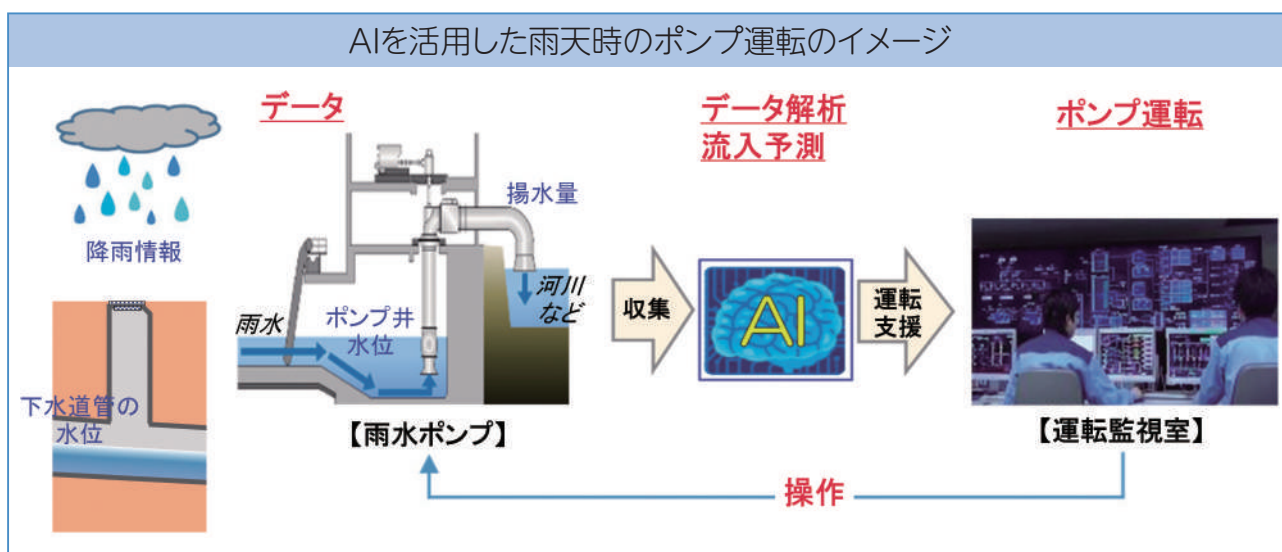 AIを活用した雨天時のポンプ運転のイメージ
データ
降雨情報
下水道管の
水位
揚水量
雨水
ポンプ井
水位
河川
など
【雨水ポンプ】
収集
データ解析
流入予測
AI
運転
支援
ポンプ運転
【運転監視室】
操作